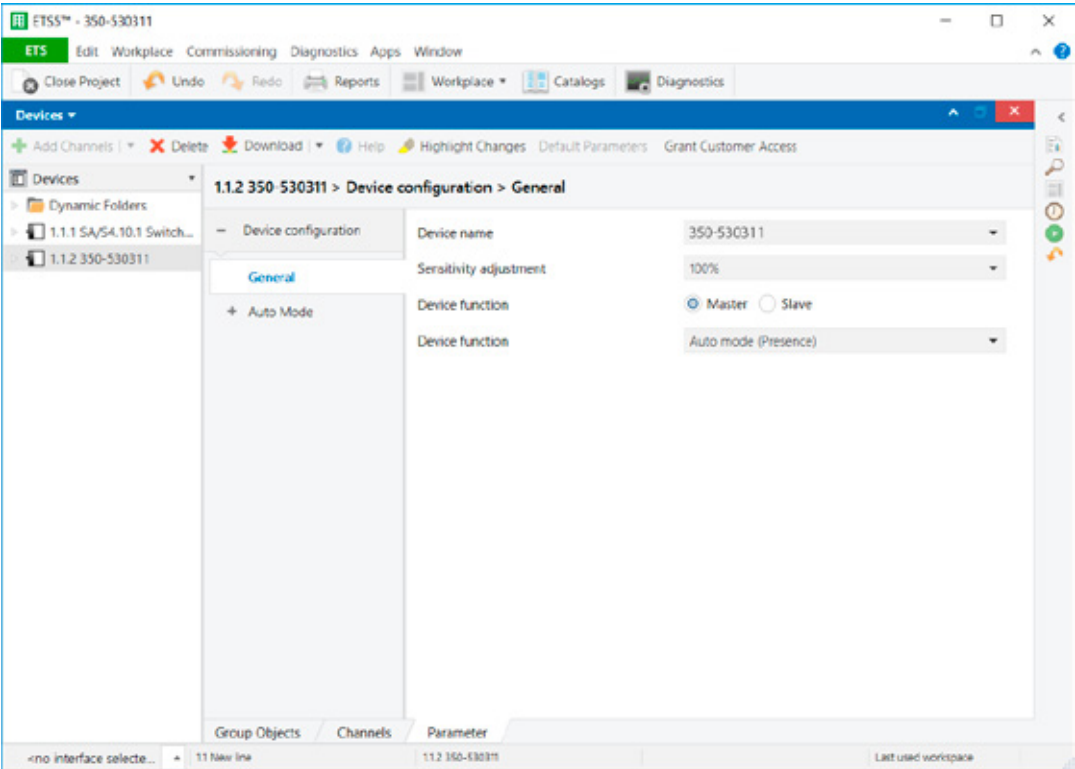 ETS5™ - 350-530311
ETS Edit Workplace Commissioning Diagnostics Apps Window
Close Project Undo Redo Reports Workplace Catalogs Diagnostics
Devices
Add Channels Delete Download Help Highlight Changes Default Parameters Grant Customer Access
Devices
Dynamic Folders
1.1.1 SA/S4.10.1 Switch...
1.1.2 350-530311
1.1.2 350-530311 > Device configuration > General
Device configuration
General
Auto Mode
Device name 350-530311
Sensitivity adjustment 100%
Device function Master Slave
Device function Auto mode (Presence)
Group Objects Channels Parameter
<no interface selecte... 1.1 New line 1.1.2 350-530311 Last used workspace